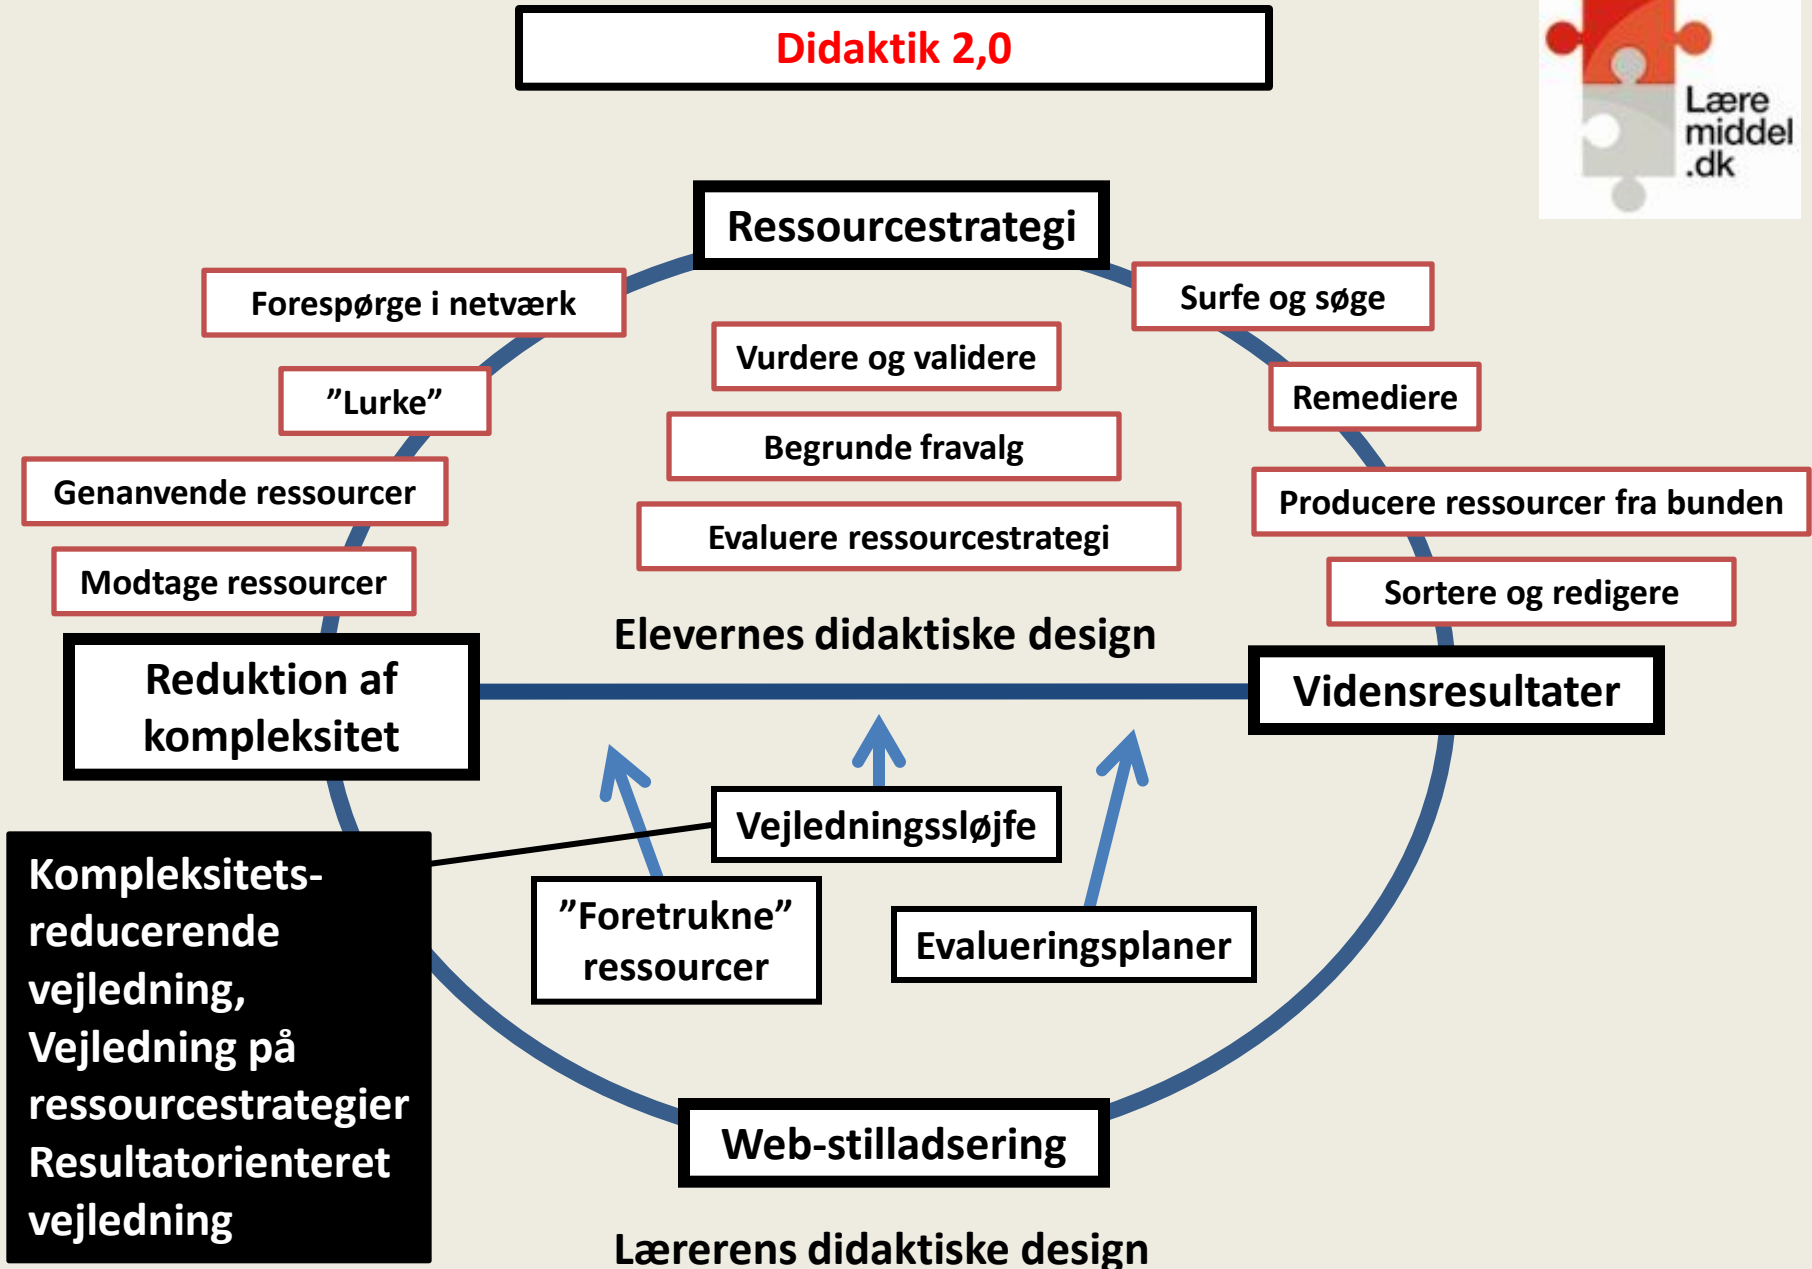 Didaktik 2,0
Lære
middel
.dk
Ressourcestrategi
Forespørge i netværk
Surfe og søge
Vurdere og validere
”Lurke”
Remediere
Begrunde fravalg
Genanvende ressourcer
Producere ressourcer fra bunden
Evaluere ressourcestrategi
Modtage ressourcer
Sortere og redigere
Elevernes didaktiske design
Reduktion af
kompleksitet
Vidensresultater
Vejledningssløjfe
”Foretrukne”
ressourcer
Evalueringsplaner
Kompleksitets-
reducerende
vejledning,
Vejledning på
ressourcestrategier
Resultatorienteret
vejledning
Web-stilladsering
Lærerens didaktiske design